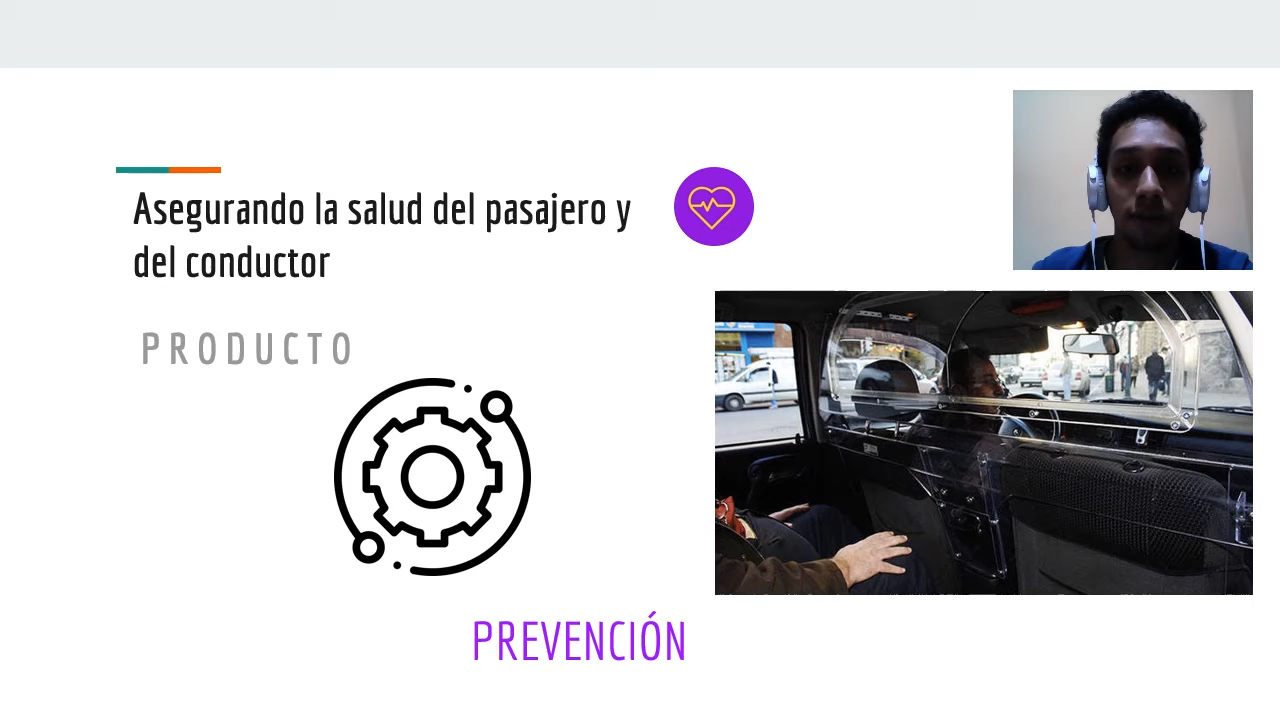 Asegurando la salud del pasajero y
del conductor
PRODUCTO
PREVENCIÓN